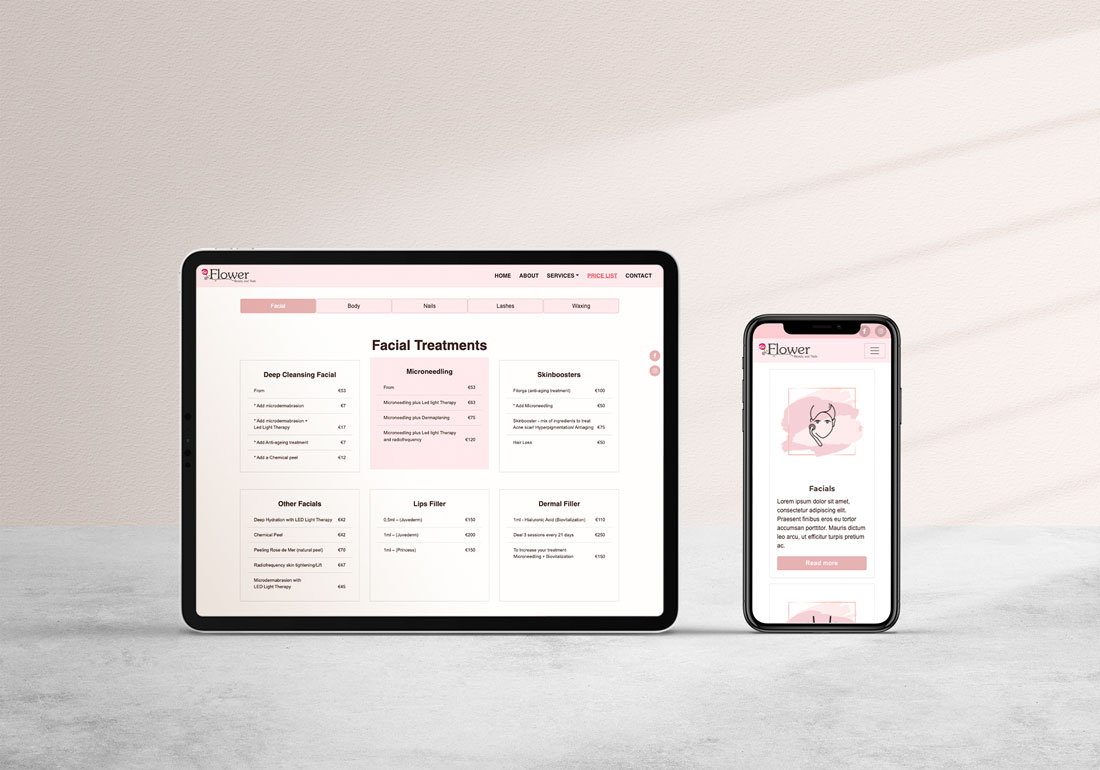 Flower
Beauty and Nails
HOME ABOUT SERVICES PRICE LIST CONTACT
Facial Body Nails Lashes Waxing
Facial Treatments
Deep Cleansing Facial
From €53
* Add microdermabrasion €7
* Add microdermabrasion +
Led Light Therapy €17
* Add Anti-ageing treatment €7
* Add a Chemical peel €12
Microneedling
From €53
Microneedling plus Led light Therapy €63
Microneedling plus Dermaplaning €75
Microneedling plus Led light Therapy
and radiofrequency €120
Skinboosters
Filorga (anti-aging treatment) €100
* Add Microneedling €50
Skinbooster - mix of ingredients to treat
Acne scar/ Hyperpigmentation/ Antiaging €75
Hair Loss €50
Other Facials
Deep Hydration with LED Light Therapy €42
Chemical Peel €42
Peeling Rose de Mer (natural peel) €78
Radiofrequency skin tightening/Lift €47
Microdermabrasion with
LED Light Therapy €45
Lips Filler
0.5ml – (Juvederm) €150
1ml – (Juvederm) €200
1ml – (Princess) €150
Dermal Filler
1ml - Hialuronic Acid (Biovitalization) €110
Deal 3 sessions every 21 days €250
To Increase your treatment
Microneedling + Biovitalization €150
Flower
Beauty and Nails
Facials
Lorem ipsum dolor sit amet,
consectetur adipiscing elit.
Praesent finibus eros eu tortor
accumsan porttitor. Mauris dictum
leo arcu, ut efficitur turpis pretium
ac.
Read more